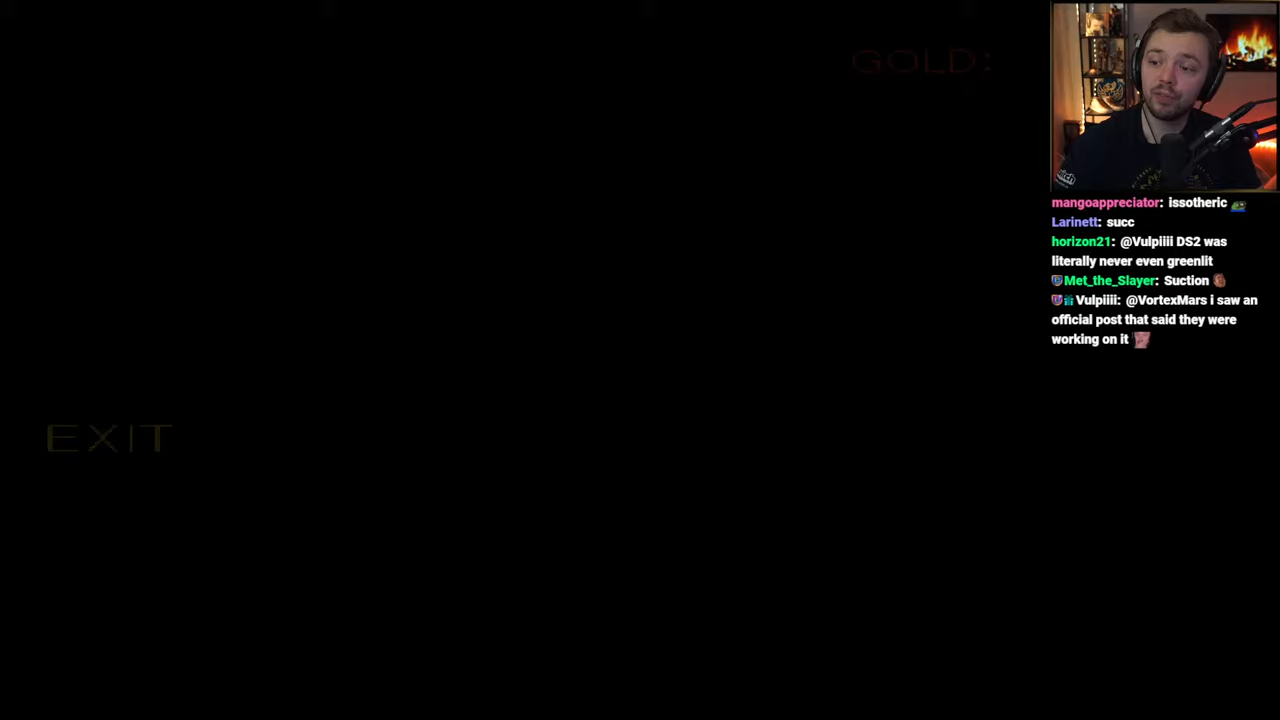 GOLD:
EXIT
mangoappreciator: issotheric
Larinett: succ
horizon21: @Vulpiiii DS2 was
literally never even greenlit
Met_the_Slayer: Suction
Vulpiiii: @VortexMars i saw an
official post that said they were
working on it